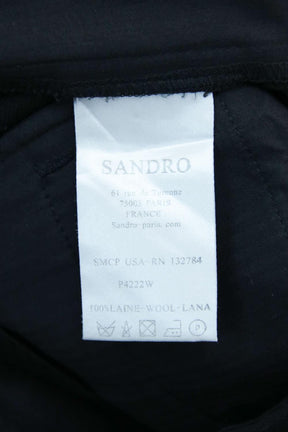 SANDRO
61 rue de Turenne
75003 PARIS
FRANCE
Sandro-paris.com
SMCP USA-RN 132784
P4222W
100%LAINE-WOOL-LANA
P